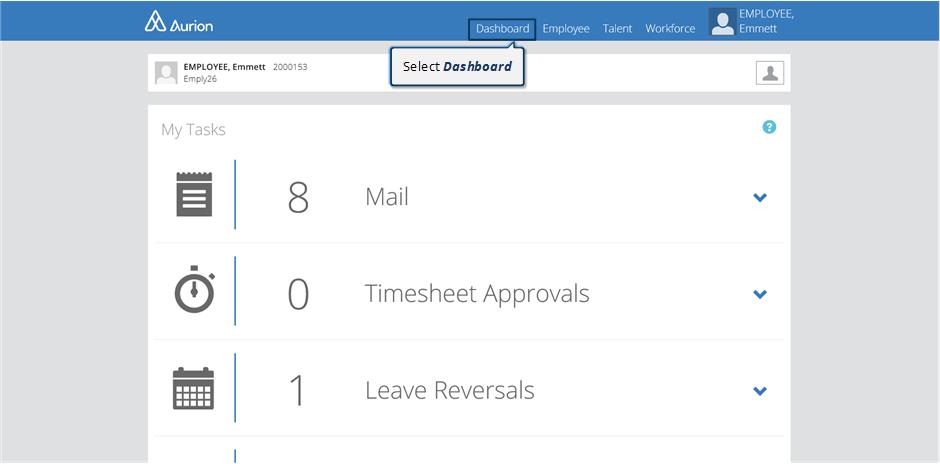 Aurion
Dashboard Employee Talent Workforce
EMPLOYEE,
Emmett
Select Dashboard
EMPLOYEE, Emmett 2000153
Emply26
My Tasks
?
8 Mail
0 Timesheet Approvals
1 Leave Reversals